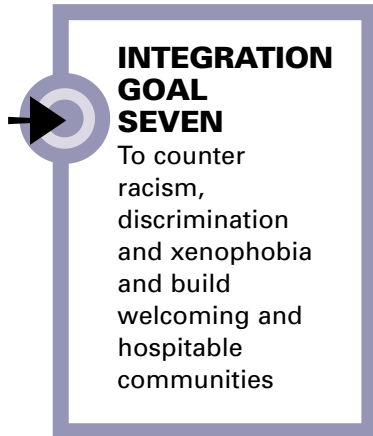 INTEGRATION
GOAL
SEVEN
To counter
racism,
discrimination
and xenophobia
and build
welcoming and
hospitable
communities